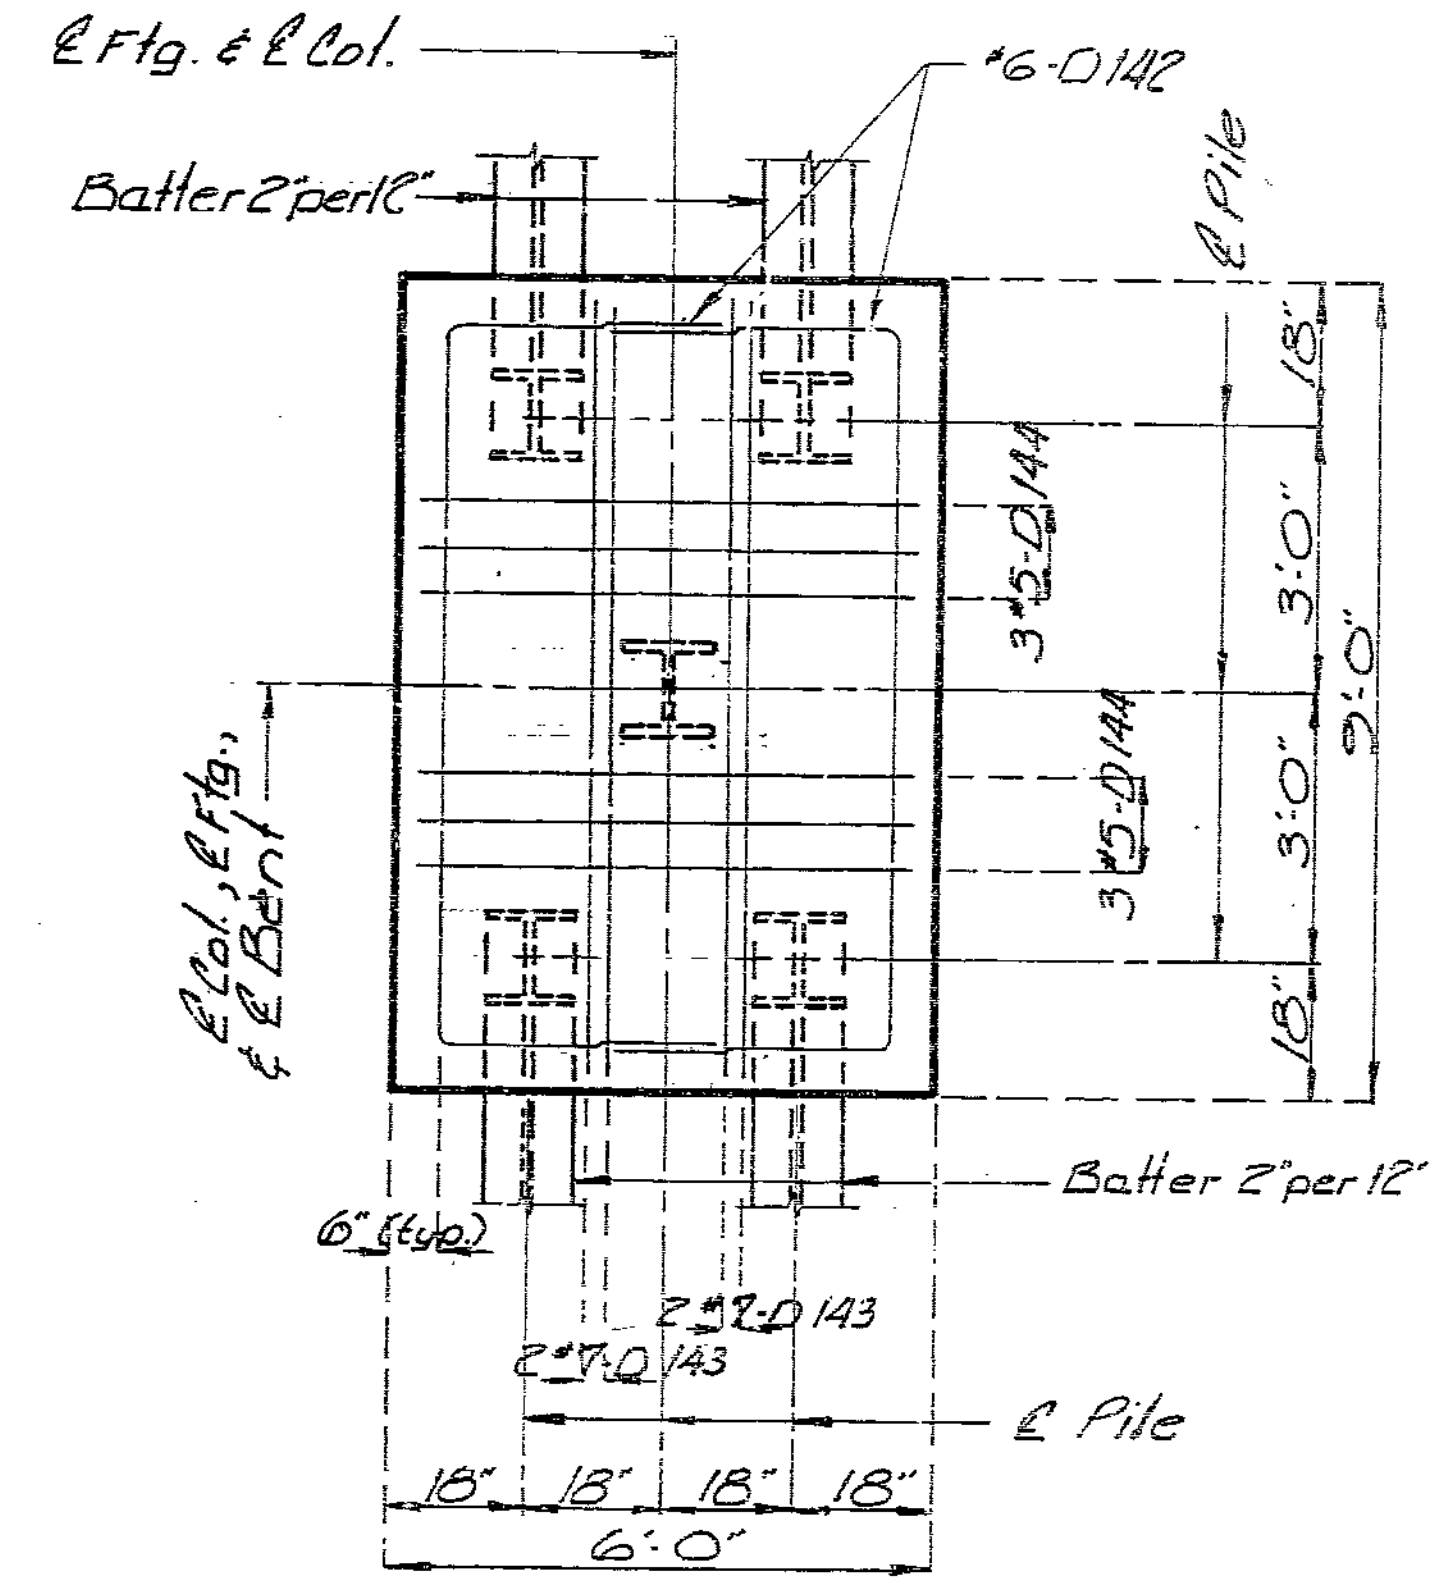 ℄ Ftg. & ℄ Col.
#6-D142
Batter 2" per 12"
℄ Pile
18"
3'-0"
9'-0"
3'-0"
18"
3 #5-D144
3 #5-D144
℄ Col., ℄ Ftg.,
& ℄ Bent
Batter 2" per 12"
6" (typ.)
2 #7-D143
2 #7-D143
℄ Pile
18" 18" 18" 18"
6'-0"